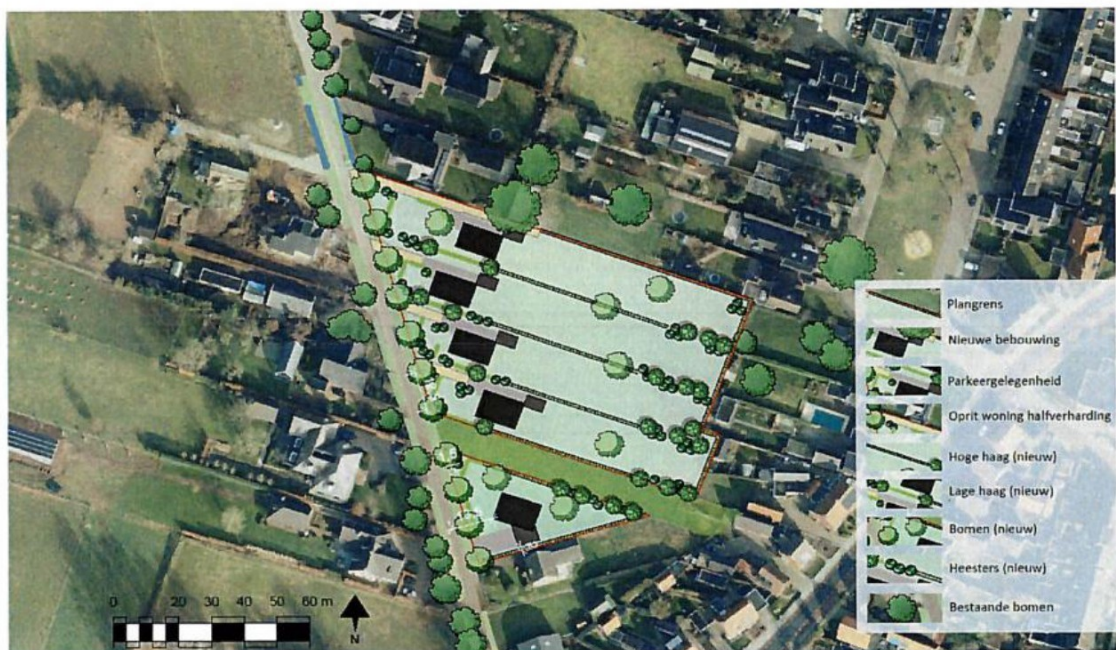 Plangrens
Nieuwe bebouwing
Parkeergelegenheid
Oprit woning halfverharding
Hoge haag (nieuw)
Lage haag (nieuw)
Bomen (nieuw)
Heesters (nieuw)
Bestaande bomen
0 20 30 40 60 m
N